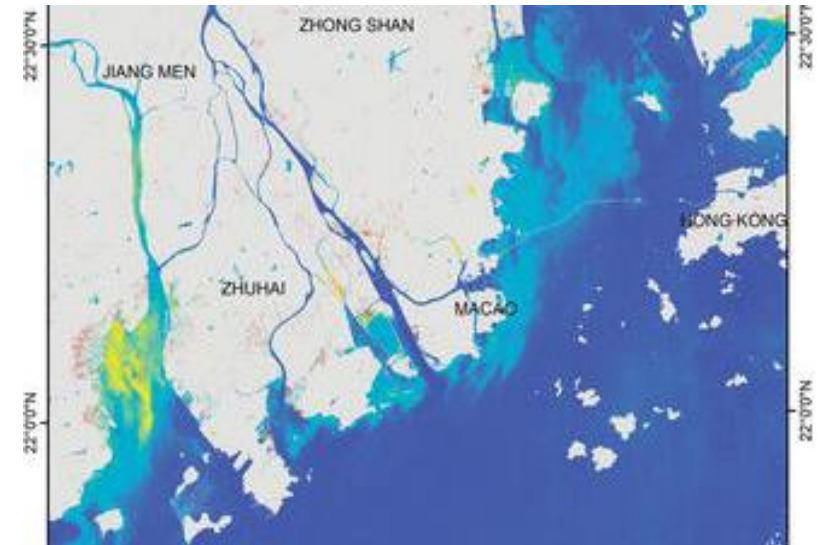 ZHONG SHAN
22°30'0"N
22°30'0"N
JIANG MEN
HONG KONG
ZHUHAI
MACAO
22°0'0"N
22°0'0"N